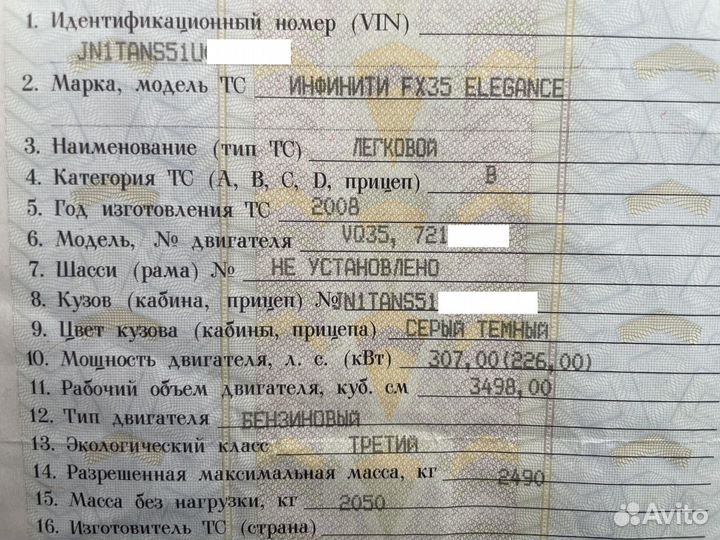 1. Идентификационный номер (VIN)
JN1TANS51U
2. Марка, модель ТС ИНФИНИТИ FX35 ELEGANCE
3. Наименование (тип ТС) ЛЕГКОВОЙ
4. Категория ТС (A, B, C, D, прицеп) B
5. Год изготовления ТС 2008
6. Модель, № двигателя VQ35, 721
7. Шасси (рама) № НЕ УСТАНОВЛЕНО
8. Кузов (кабина, прицеп) № JN1TANS51
9. Цвет кузова (кабины, прицепа) СЕРЫЙ ТЕМНЫЙ
10. Мощность двигателя, л. с. (кВт) 307,00(226,00)
11. Рабочий объем двигателя, куб. см 3498,00
12. Тип двигателя БЕНЗИНОВЫЙ
13. Экологический класс ТРЕТИЙ
14. Разрешенная максимальная масса, кг 2490
15. Масса без нагрузки, кг 2050
16. Изготовитель ТС (страна)
Avito